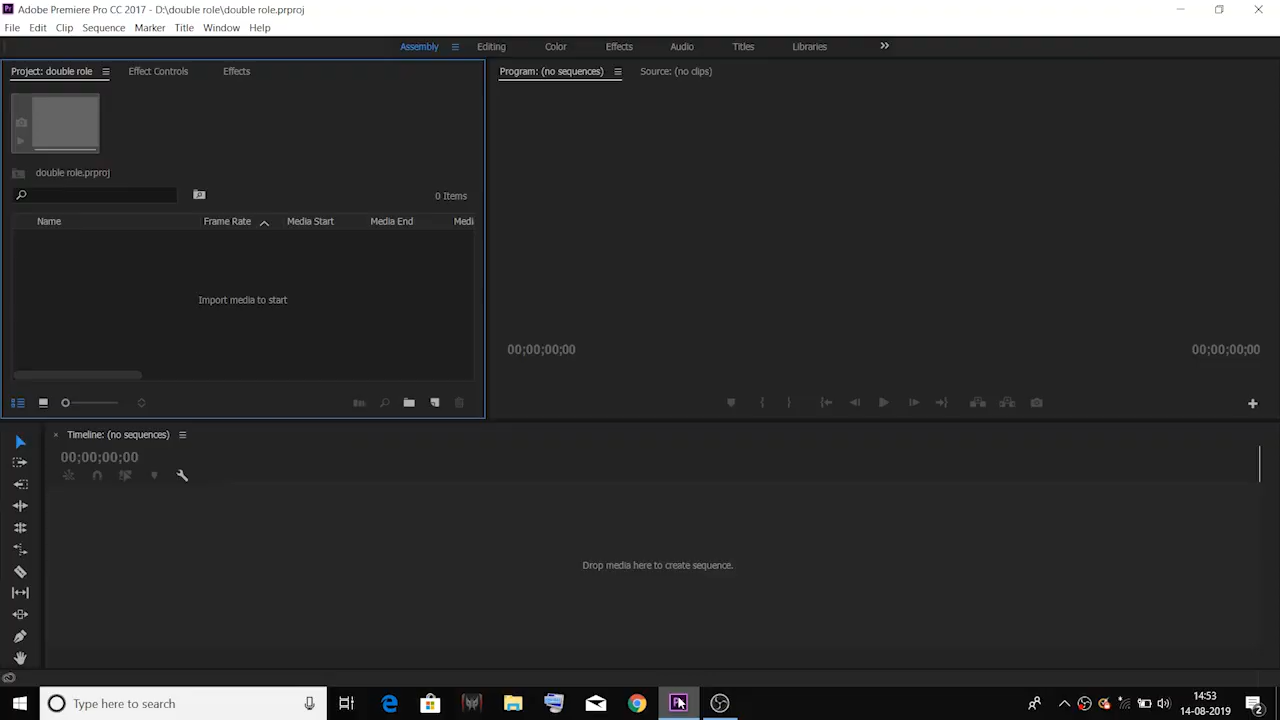 Adobe Premiere Pro CC 2017 - D:\double role\double role.prproj
File Edit Clip Sequence Marker Title Window Help
Assembly Editing Color Effects Audio Titles Libraries
Project: double role Effect Controls Effects
Program: (no sequences) Source: (no clips)
double role.prproj
0 Items
Name Frame Rate Media Start Media End Medi
Import media to start
00;00;00;00 00;00;00;00
Timeline: (no sequences)
00;00;00;00
Drop media here to create sequence.
Type here to search
14:53
14-08-2019
2